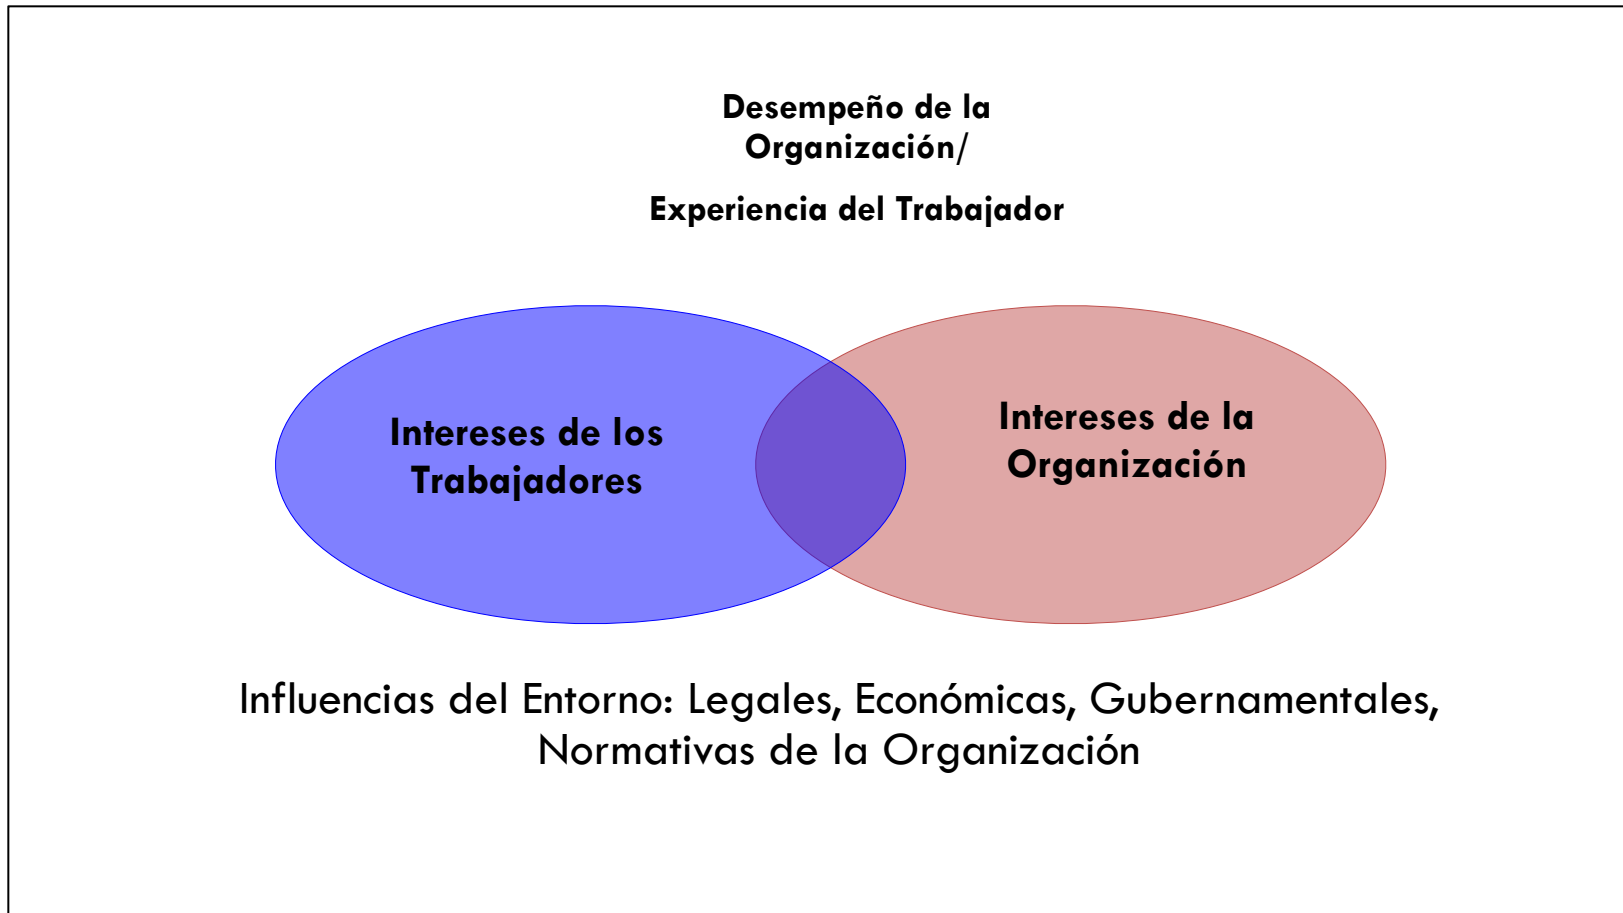 Desempeño de la
Organización/
Experiencia del Trabajador
Intereses de los
Trabajadores
Intereses de la
Organización
Influencias del Entorno: Legales, Económicas, Gubernamentales,
Normativas de la Organización